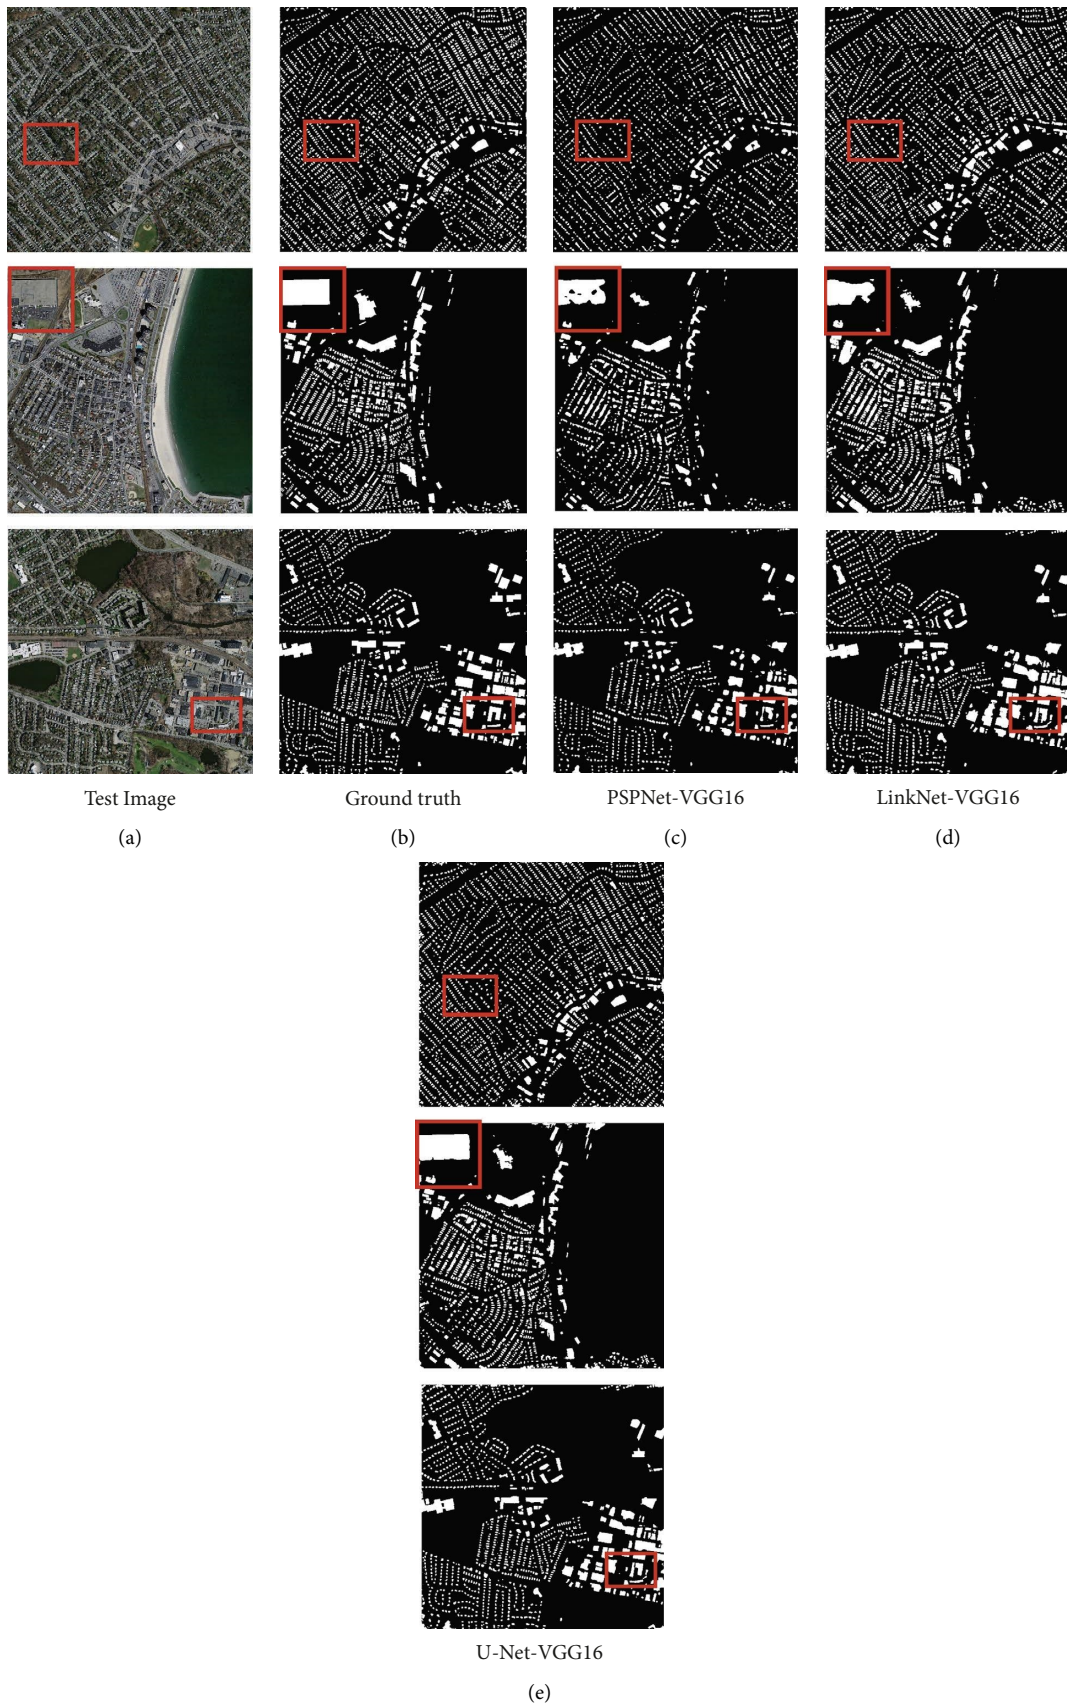 Test Image
(a)
Ground truth
(b)
PSPNet-VGG16
(c)
LinkNet-VGG16
(d)
U-Net-VGG16
(e)